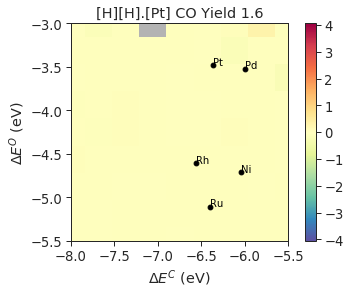 [H][H].[Pt] CO Yield 1.6
−3.0
−3.5
−4.0
−4.5
−5.0
−5.5
ΔE^O (eV)
Pt
Pd
Rh
Ni
Ru
−8.0 −7.5 −7.0 −6.5 −6.0 −5.5
ΔE^C (eV)
4
3
2
1
0
−1
−2
−3
−4